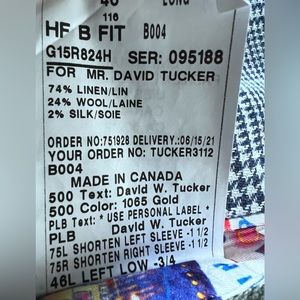 46 LONG
116
HF B FIT B004
G15R824H SER: 095188
FOR MR. DAVID TUCKER
74% LINEN/LIN
24% WOOL/LAINE
2% SILK/SOIE
ORDER NO:751928 DELIVERY.:06/15/21
YOUR ORDER NO: TUCKER3112
B004
MADE IN CANADA
500 Text: David W. Tucker
500 Color: 1065 Gold
PLB Text: * USE PERSONAL LABEL *
PLB David W. Tucker
75L SHORTEN LEFT SLEEVE -1 1/2
75R SHORTEN RIGHT SLEEVE -1 1/2
46L LEFT LOW -3/4